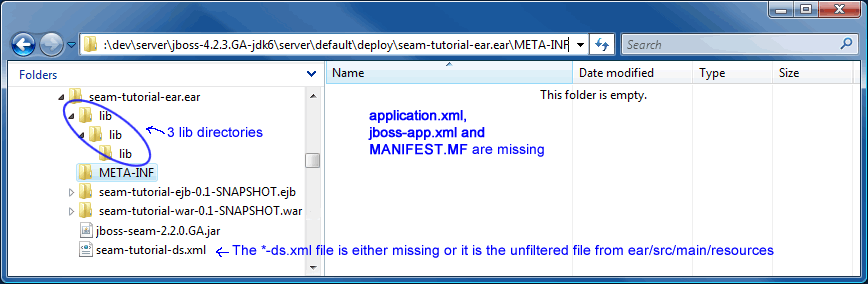 :\dev\server\jboss-4.2.3.GA-jdk6\server\default\deploy\seam-tutorial-ear.ear\META-INF
Search
Folders
Name
Date modified
Type
Size
This folder is empty.
seam-tutorial-ear.ear
lib
lib
lib
3 lib directories
application.xml,
jboss-app.xml and
MANIFEST.MF are missing
META-INF
seam-tutorial-ejb-0.1-SNAPSHOT.ejb
seam-tutorial-war-0.1-SNAPSHOT.war
jboss-seam-2.2.0.GA.jar
seam-tutorial-ds.xml
The *-ds.xml file is either missing or it is the unfiltered file from ear/src/main/resources